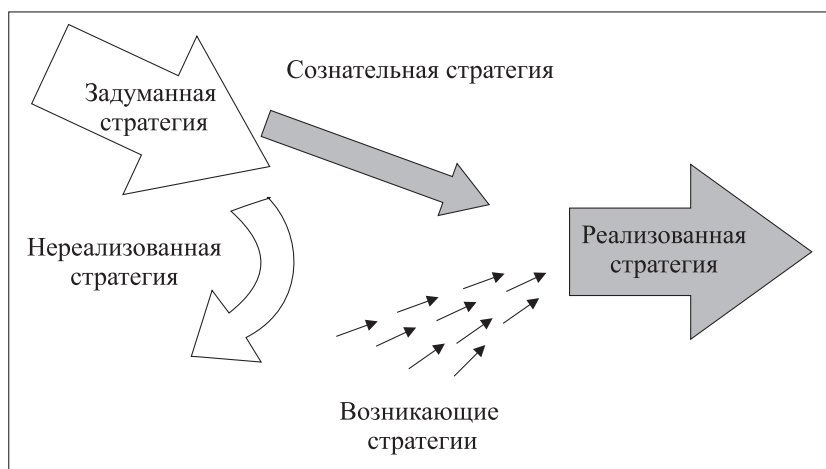 Задуманная
стратегия
Сознательная стратегия
Нереализованная
стратегия
Реализованная
стратегия
Возникающие
стратегии